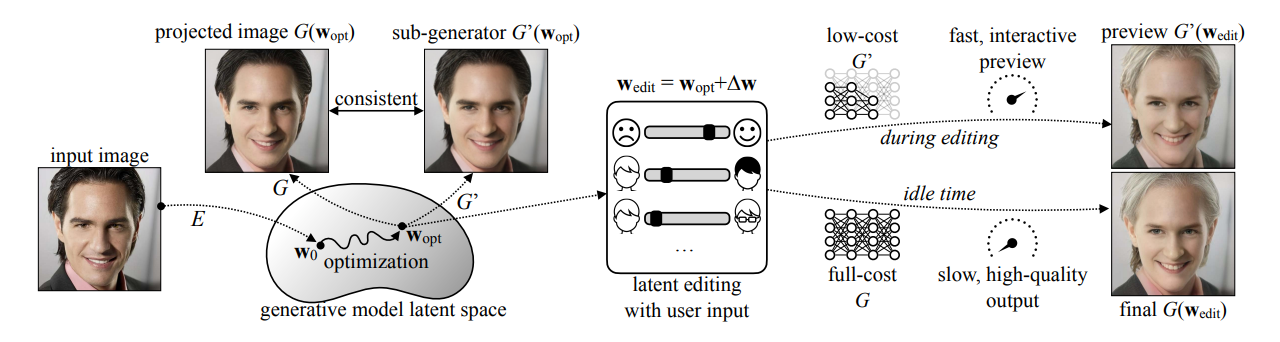 projected image G(w_opt)
sub-generator G’(w_opt)
consistent
input image
E
G
G’
w_0
w_opt
optimization
generative model latent space
w_edit = w_opt+Δw
...
latent editing
with user input
low-cost
G’
fast, interactive
preview
during editing
idle time
full-cost
G
slow, high-quality
output
preview G’(w_edit)
final G(w_edit)